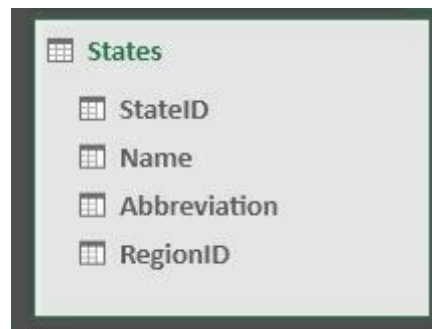 States
StateID
Name
Abbreviation
RegionID